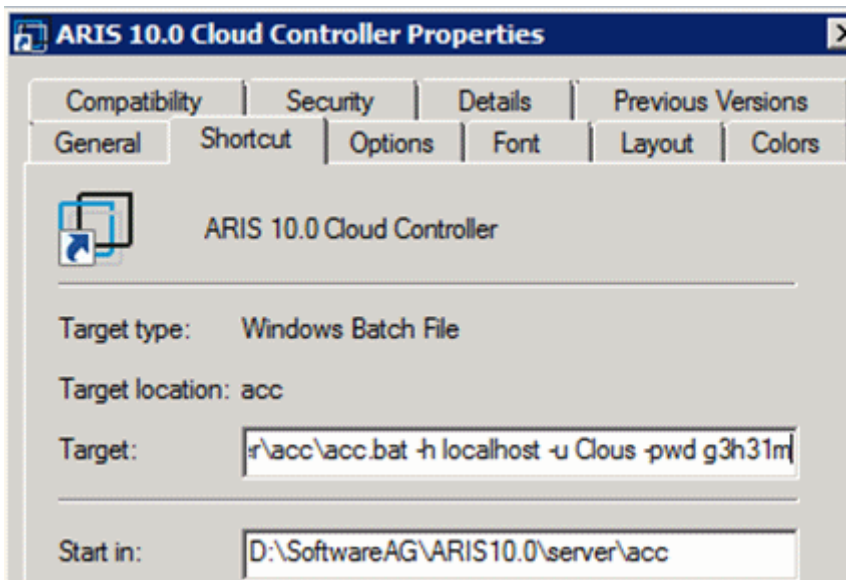 ARIS 10.0 Cloud Controller Properties
Compatibility Security Details Previous Versions
General Shortcut Options Font Layout Colors
ARIS 10.0 Cloud Controller
Target type: Windows Batch File
Target location: acc
Target: r\acc\acc.bat -h localhost -u Clous -pwd g3h31m
Start in: D:\SoftwareAG\ARIS10.0\server\acc